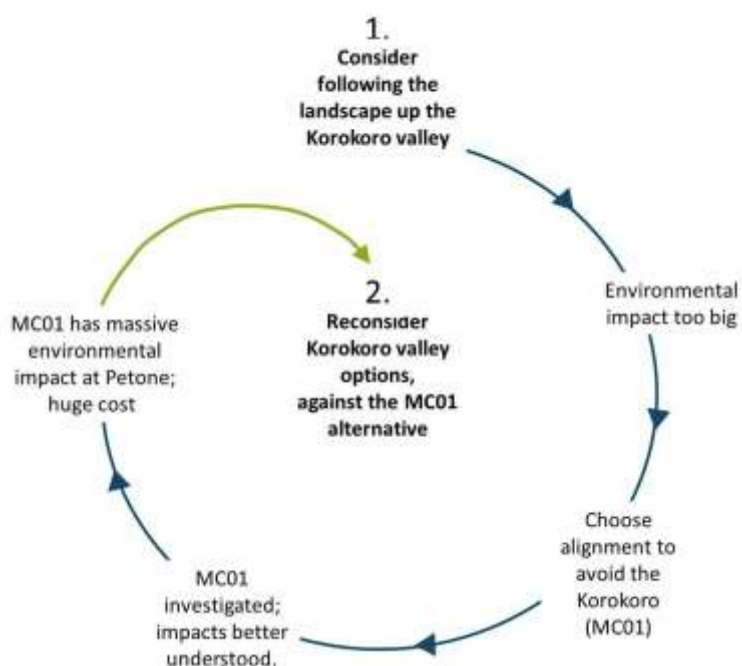 1.
Consider
following the
landscape up the
Korokoro valley
Environmental
impact too big
Choose
alignment to
avoid the
Korokoro
(MC01)
MC01
investigated;
impacts better
understood.
MC01 has massive
environmental
impact at Petone;
huge cost
2.
Reconsider
Korokoro valley
options,
against the MC01
alternative